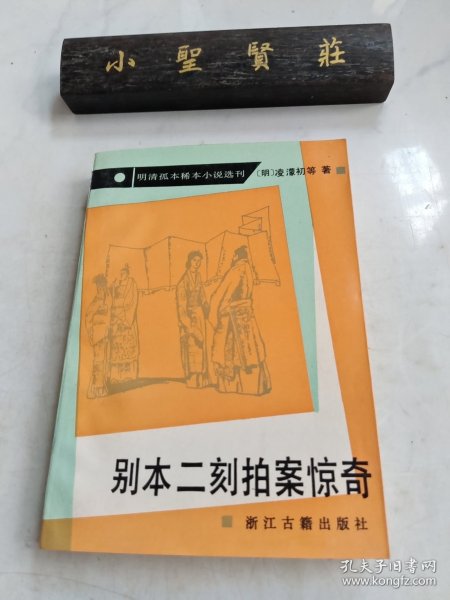 小聖賢莊
明清孤本稀本小说选刊
〔明〕凌濛初等 著
别本二刻拍案惊奇
浙江古籍出版社
孔夫子旧书网
www.kongfz.com